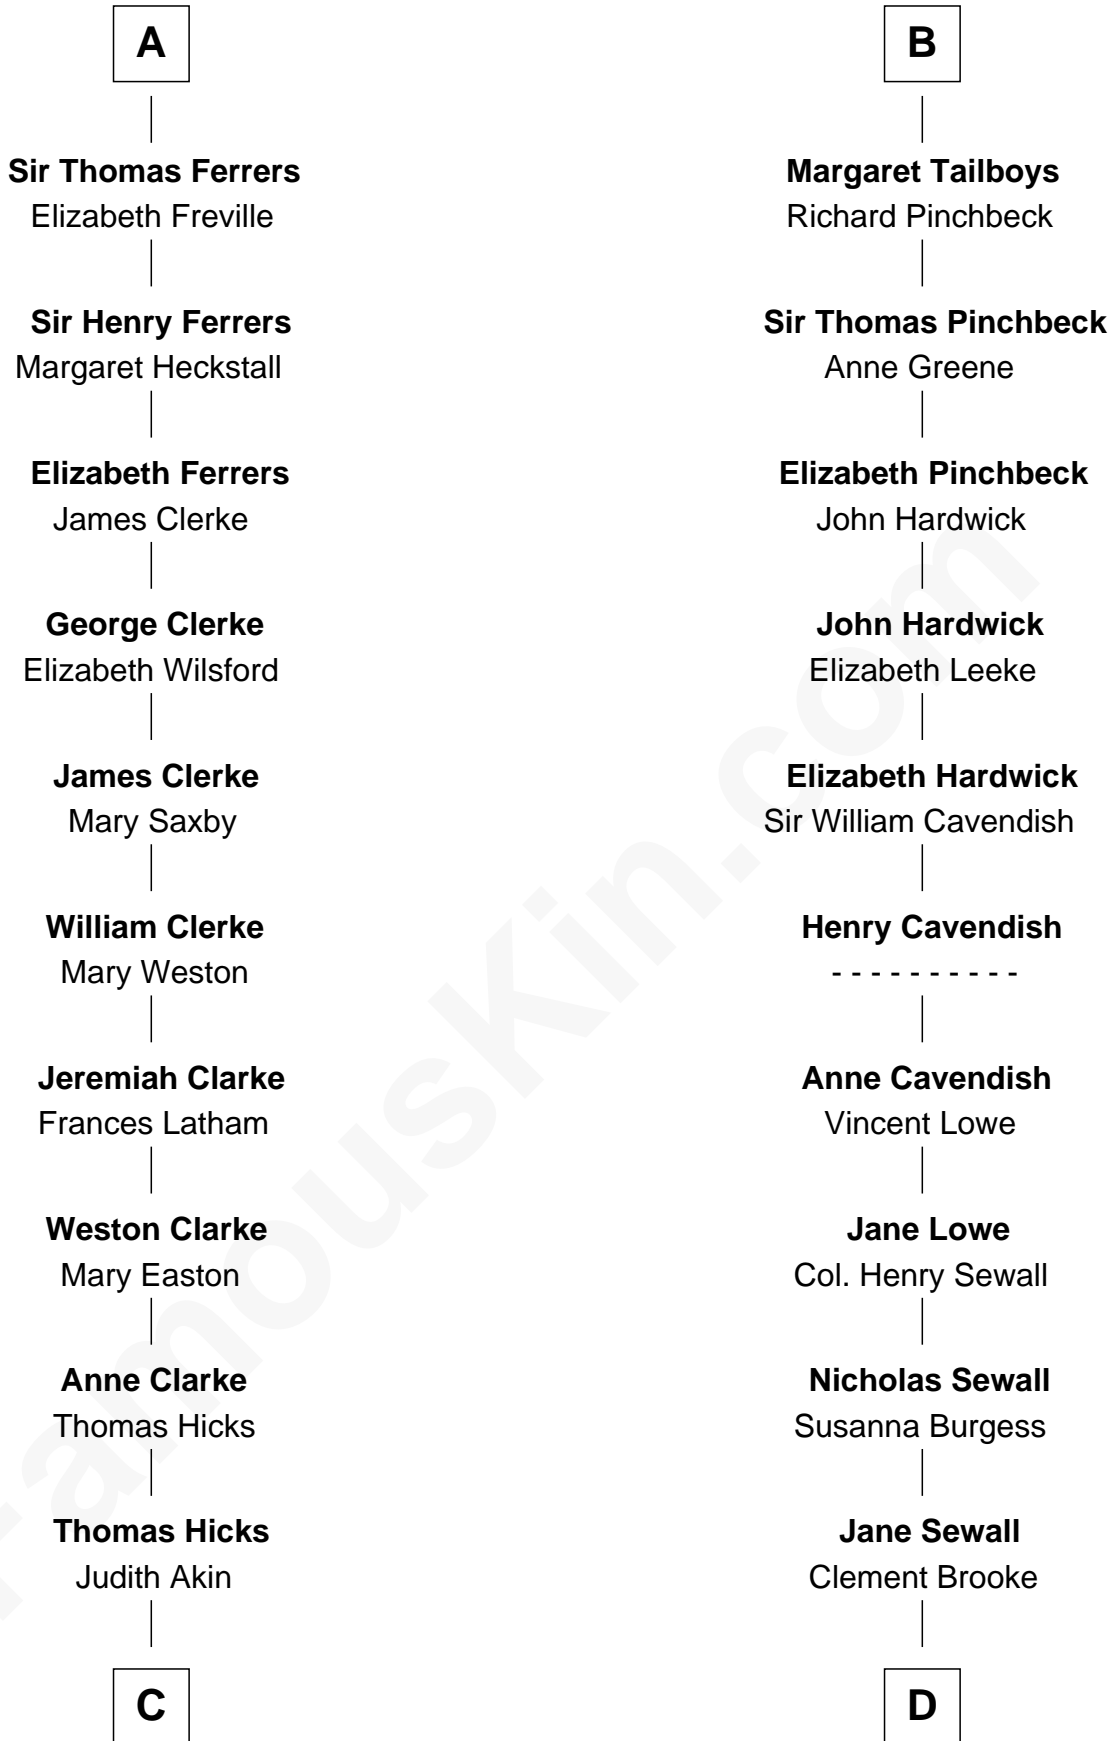 A
Sir Thomas Ferrers
Elizabeth Freville
Sir Henry Ferrers
Margaret Heckstall
Elizabeth Ferrers
James Clerke
George Clerke
Elizabeth Wilsford
James Clerke
Mary Saxby
William Clerke
Mary Weston
Jeremiah Clarke
Frances Latham
Weston Clarke
Mary Easton
Anne Clarke
Thomas Hicks
Thomas Hicks
Judith Akin
C
B
Margaret Tailboys
Richard Pinchbeck
Sir Thomas Pinchbeck
Anne Greene
Elizabeth Pinchbeck
John Hardwick
John Hardwick
Elizabeth Leeke
Elizabeth Hardwick
Sir William Cavendish
Henry Cavendish
- - - - - - - - - -
Anne Cavendish
Vincent Lowe
Jane Lowe
Col. Henry Sewall
Nicholas Sewall
Susanna Burgess
Jane Sewall
Clement Brooke
D
FamousKin.com